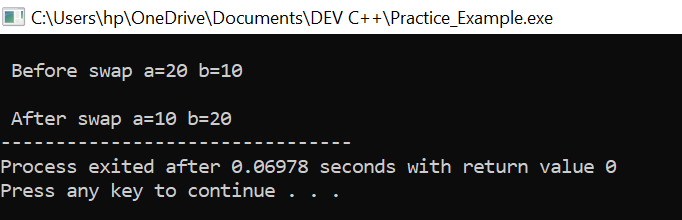 C:\Users\hp\OneDrive\Documents\DEV C++\Practice_Example.exe
Before swap a=20 b=10
After swap a=10 b=20
--------------------------------
Process exited after 0.06978 seconds with return value 0
Press any key to continue . . .